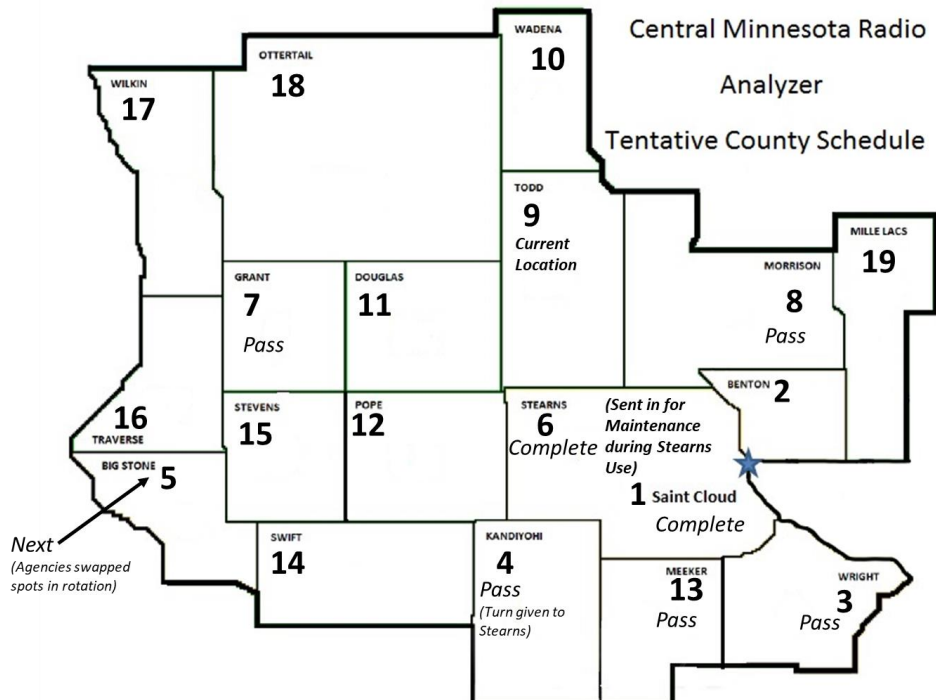 Central Minnesota Radio
Analyzer
Tentative County Schedule
WADENA
10
OTTERTAIL
18
WILKIN
17
TODD
9
Current
Location
MILLE LACS
19
MORRISON
8
Pass
GRANT
7
Pass
DOUGLAS
11
BENTON 2
16
TRAVERSE
STEVENS
15
POPE
12
STEARNS
6
Complete
(Sent in for
Maintenance
during Stearns
Use)
1 Saint Cloud
Complete
BIG STONE 5
Next
(Agencies swapped
spots in rotation)
SWIFT
14
KANDIYOHI
4
Pass
(Turn given to
Stearns)
MEEKER
13
Pass
WRIGHT
3
Pass